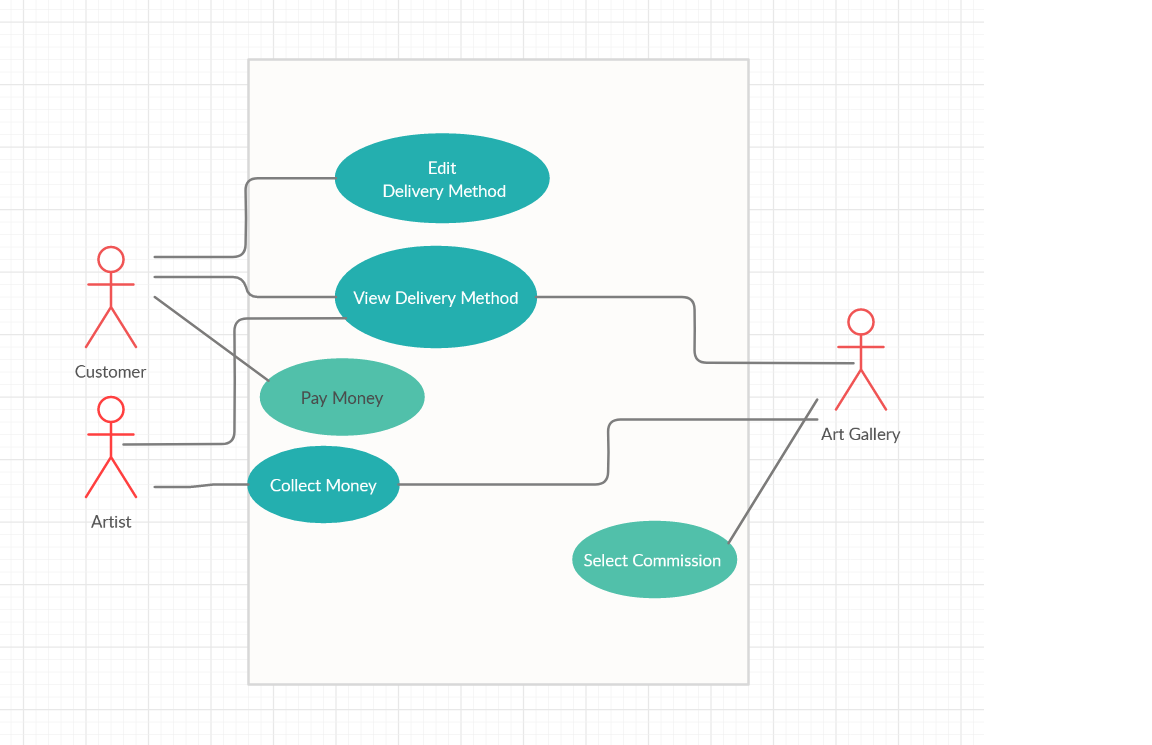 Edit
Delivery Method
View Delivery Method
Customer
Pay Money
Art Gallery
Collect Money
Artist
Select Commission